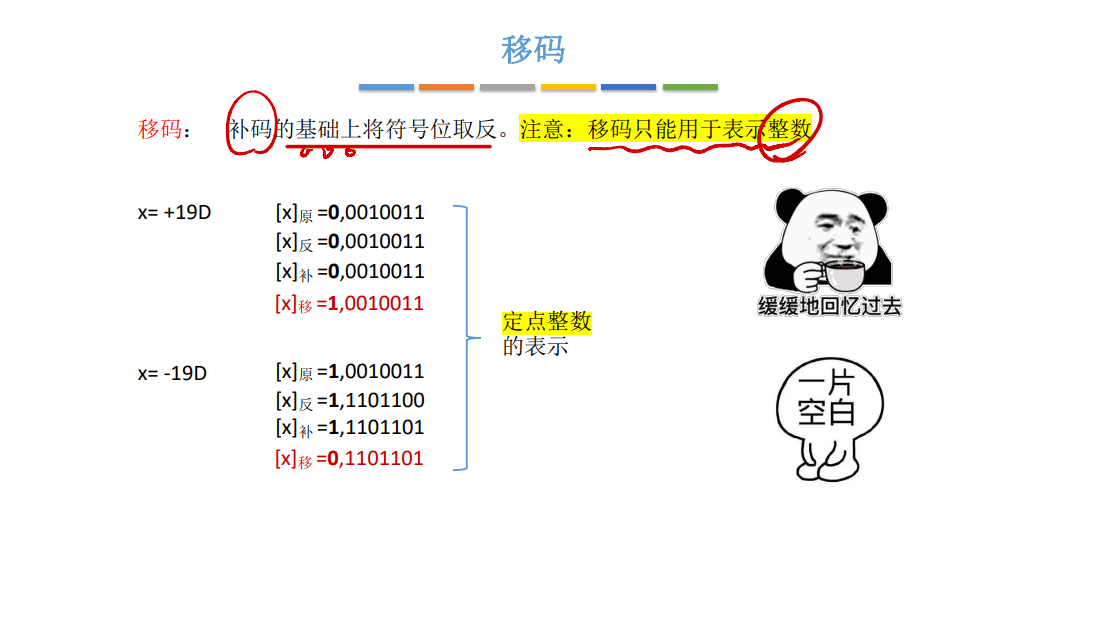 移码
移码： 补码的基础上将符号位取反。注意：移码只能用于表示整数
x= +19D
[x]原 =0,0010011
[x]反 =0,0010011
[x]补 =0,0010011
[x]移 =1,0010011
x= -19D
[x]原 =1,0010011
[x]反 =1,1101100
[x]补 =1,1101101
[x]移 =0,1101101
定点整数
的表示
缓缓地回忆过去
一片
空白